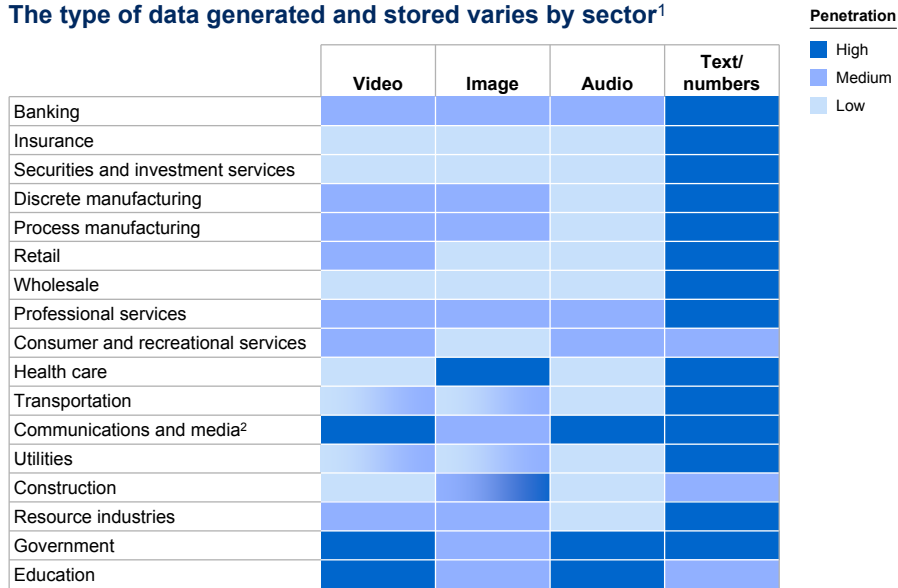 The type of data generated and stored varies by sector1
Penetration
High
Medium
Low
Video Image Audio Text/
numbers
Banking
Insurance
Securities and investment services
Discrete manufacturing
Process manufacturing
Retail
Wholesale
Professional services
Consumer and recreational services
Health care
Transportation
Communications and media2
Utilities
Construction
Resource industries
Government
Education